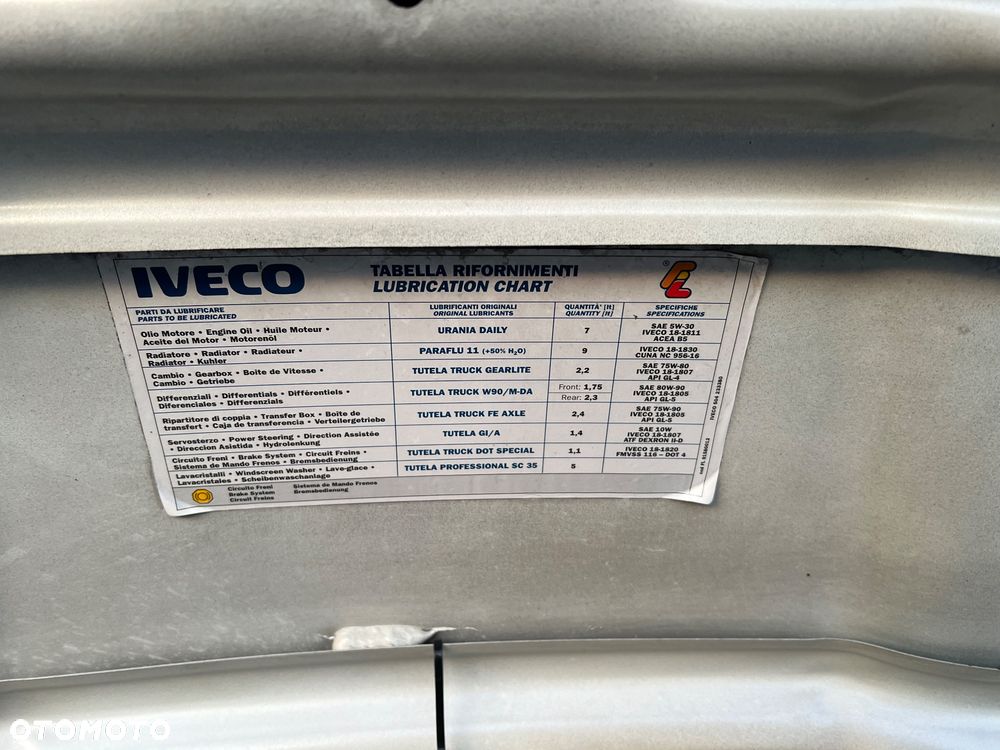 IVECO
TABELLA RIFORNIMENTI
LUBRICATION CHART
®FL
PARTI DA LUBRIFICARE
PARTS TO BE LUBRICATED
LUBRIFICANTI ORIGINALI
ORIGINAL LUBRICANTS
QUANTITÀ' [lt]
QUANTITY [lt]
SPECIFICHE
SPECIFICATIONS
Olio Motore • Engine Oil • Huile Moteur •
Aceite del Motor • Motorenöl
URANIA DAILY
7
SAE 5W-30
IVECO 18-1811
ACEA B5
Radiatore • Radiator • Radiateur •
Radiator • Kuhler
PARAFLU 11 (+50% H₂O)
9
IVECO 18-1830
CUNA NC 956-16
Cambio • Gearbox • Boite de Vitesse •
Cambio • Getriebe
TUTELA TRUCK GEARLITE
2,2
SAE 75W-80
IVECO 18-1807
API GL-4
Differenziali • Differentials • Différentiels •
Diferenciales • Differenzials
TUTELA TRUCK W90/M-DA
Front: 1,75
Rear: 2,3
SAE 80W-90
IVECO 18-1805
API GL-5
Ripartitore di coppia • Transfer Box • Boîte de
transfert • Caja de transferencia • Verteilergetriebe
TUTELA TRUCK FE AXLE
2,4
SAE 75W-90
IVECO 18-1805
API GL-5
Servosterzo • Power Steering • Direction Assistée
• Direccion Asistida • Hydrolenkung
TUTELA GI/A
1,4
SAE 10W
IVECO 18-1807
ATF DEXRON II-D
Circuito Freni • Brake System • Circuit Freins •
Sistema de Mando Frenos • Bremsbedienung
TUTELA TRUCK DOT SPECIAL
1,1
IVECO 18-1820
FMVSS 116 - DOT 4
Lavacristalli • Windscreen Washer • Lave-glace •
Lavacristales • Scheibenwaschanlage
TUTELA PROFESSIONAL SC 35
5
Circuito Freni
Brake System
Circuit Freins
Sistema de Mando Frenos
Bremsbedienung
IVECO 504 233380
OTOMOTO